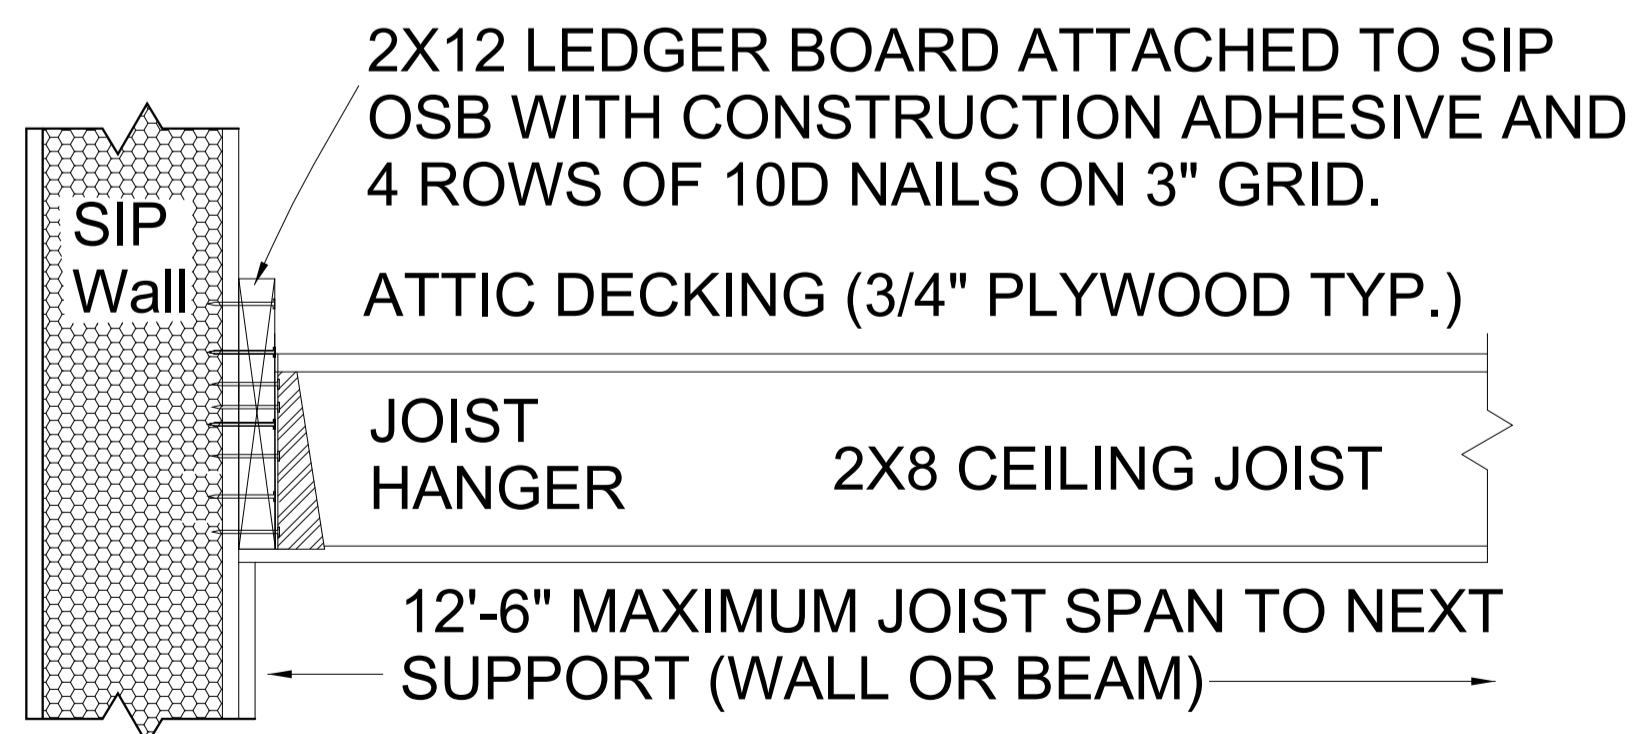 2X12 LEDGER BOARD ATTACHED TO SIP
OSB WITH CONSTRUCTION ADHESIVE AND
4 ROWS OF 10D NAILS ON 3" GRID.
SIP
Wall
ATTIC DECKING (3/4" PLYWOOD TYP.)
JOIST
HANGER
2X8 CEILING JOIST
12'-6" MAXIMUM JOIST SPAN TO NEXT
SUPPORT (WALL OR BEAM)